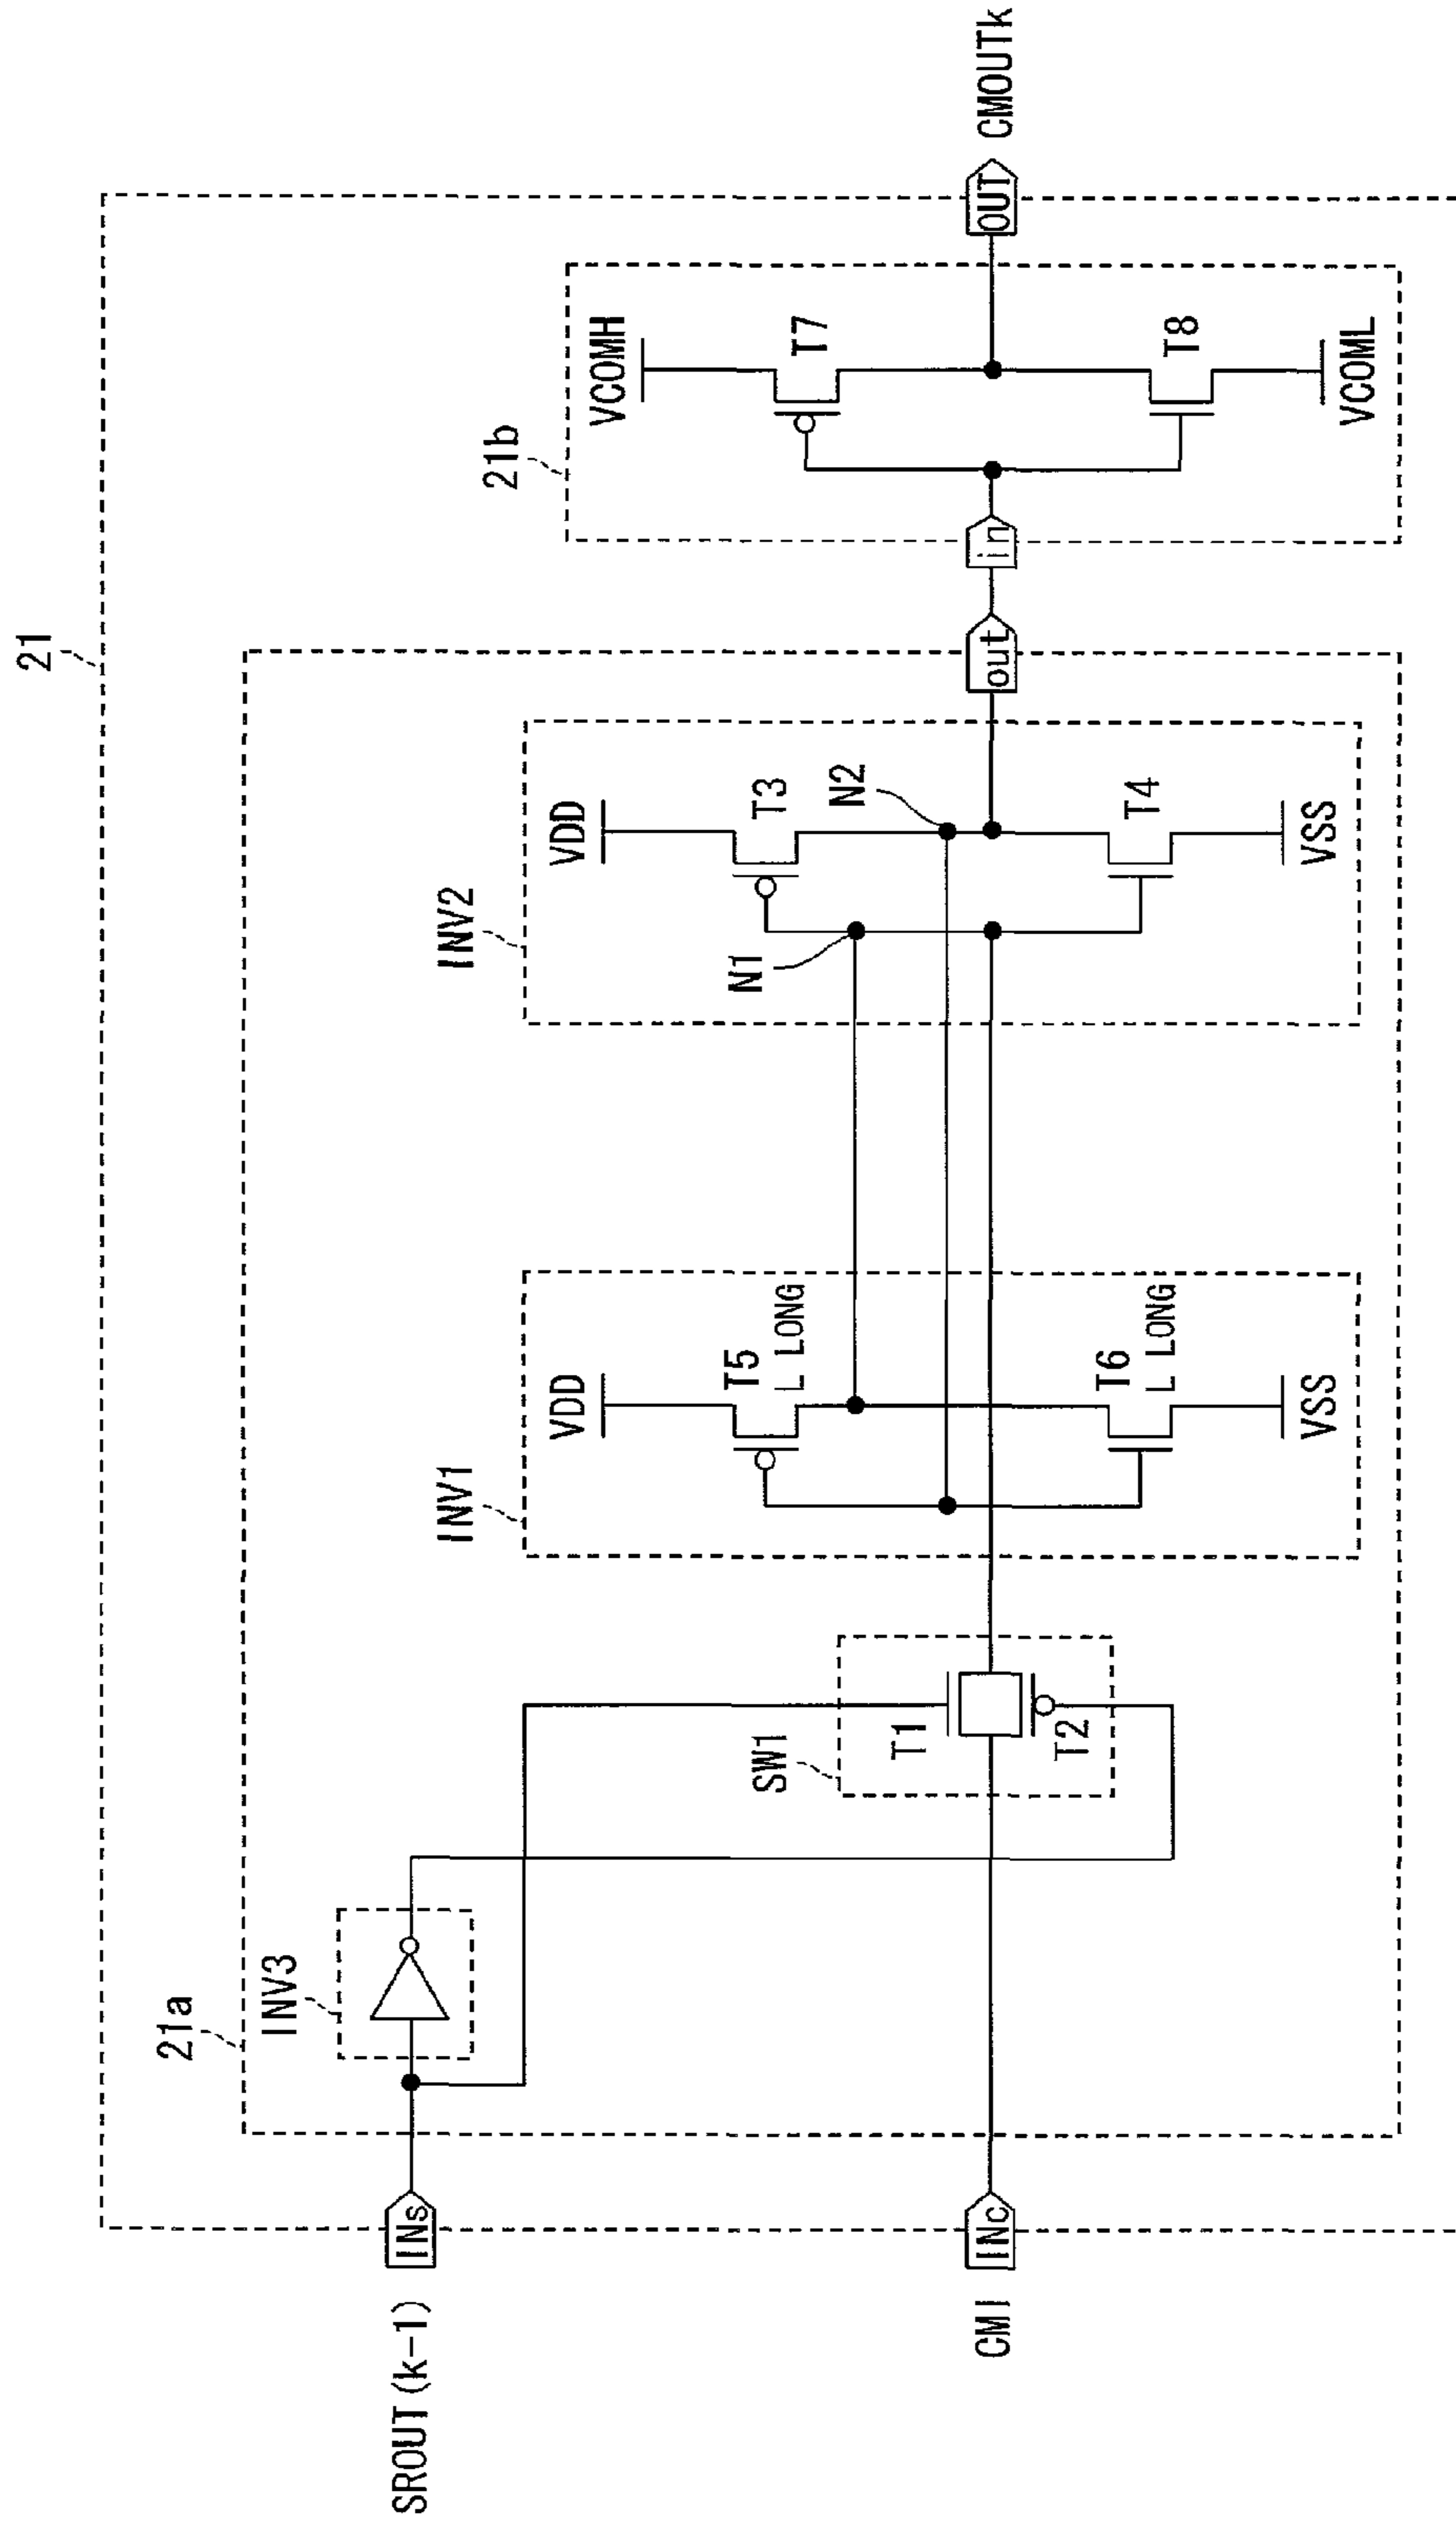 21
21a
INV3
INV1
INV2
21b
VDD
VDD
VCOMH
T5
L LONG
T3
T7
N1
N2
SROUT(k-1)
INs
SW1
T1
T2
CMI
INc
out
in
OUT
CMOUTk
T6
L LONG
T4
T8
VSS
VSS
VCOML